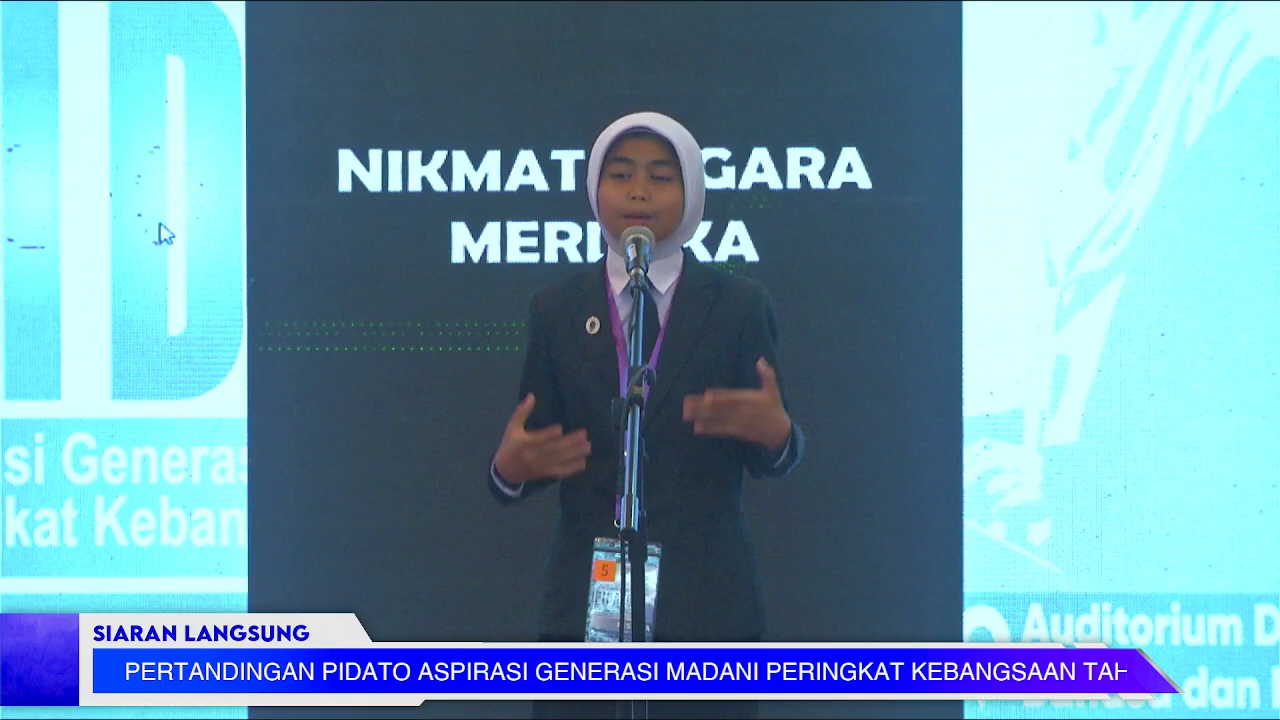 NIKMAT GARA
MER KA
si Generas
kat Keban
5
SIARAN LANGSUNG
PERTANDINGAN PIDATO ASPIRASI GENERASI MADANI PERINGKAT KEBANGSAAN TAH
Auditorium D
dan